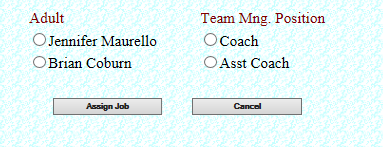 Adult Team Mng. Position
Jennifer Maurello Coach
Brian Coburn Asst Coach
Assign Job Cancel